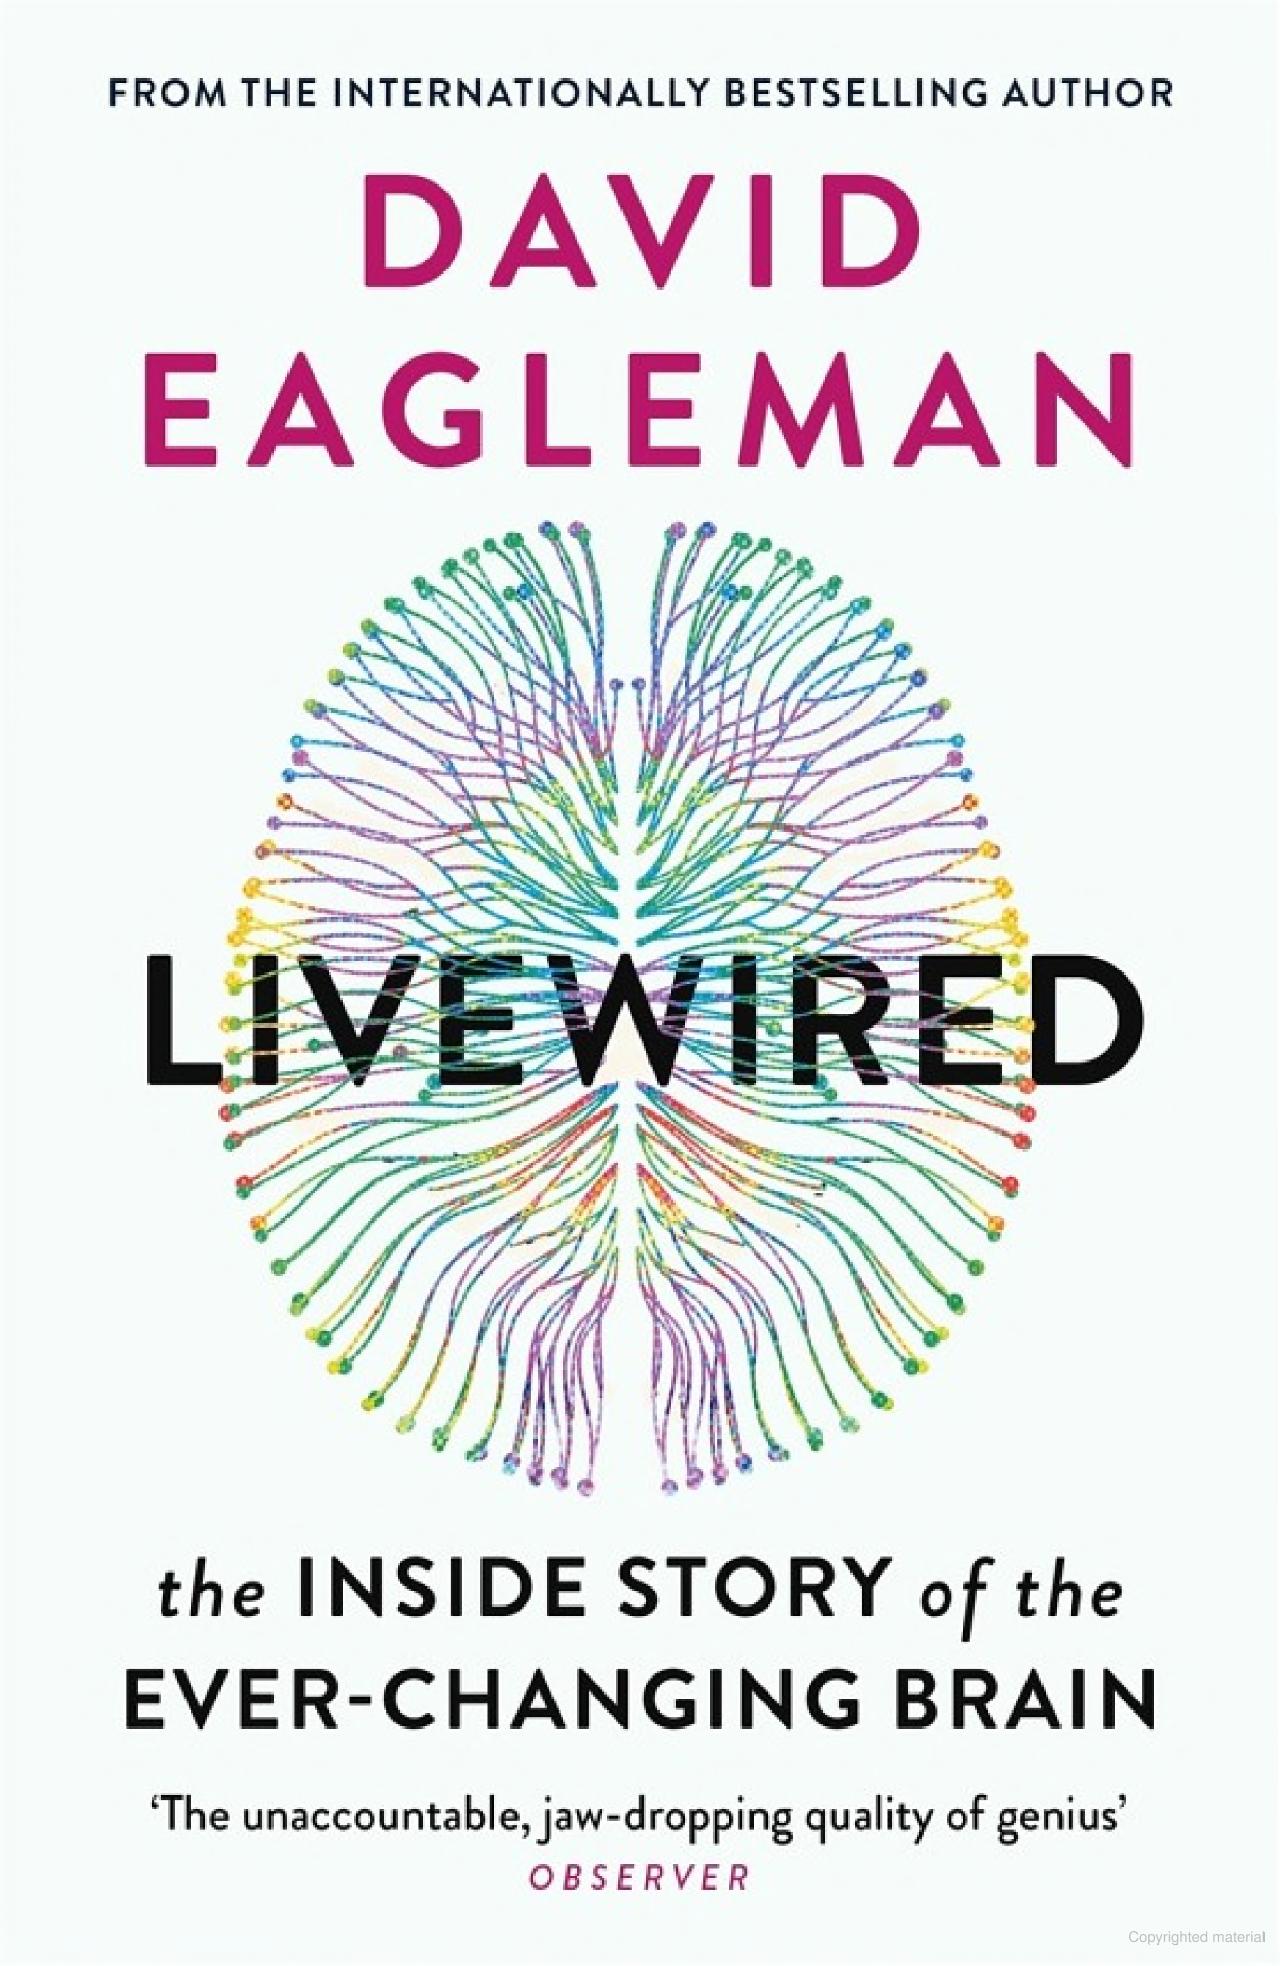 FROM THE INTERNATIONALLY BESTSELLING AUTHOR
DAVID
EAGLEMAN
LIVEWIRED
the INSIDE STORY of the
EVER-CHANGING BRAIN
‘The unaccountable, jaw-dropping quality of genius’
OBSERVER
Copyrighted material